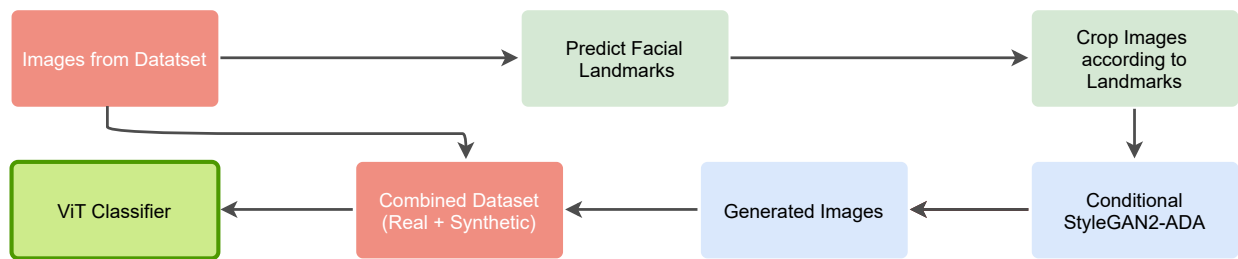 Images from Datatset
Predict Facial
Landmarks
Crop Images
according to
Landmarks
ViT Classifier
Combined Dataset
(Real + Synthetic)
Generated Images
Conditional
StyleGAN2-ADA